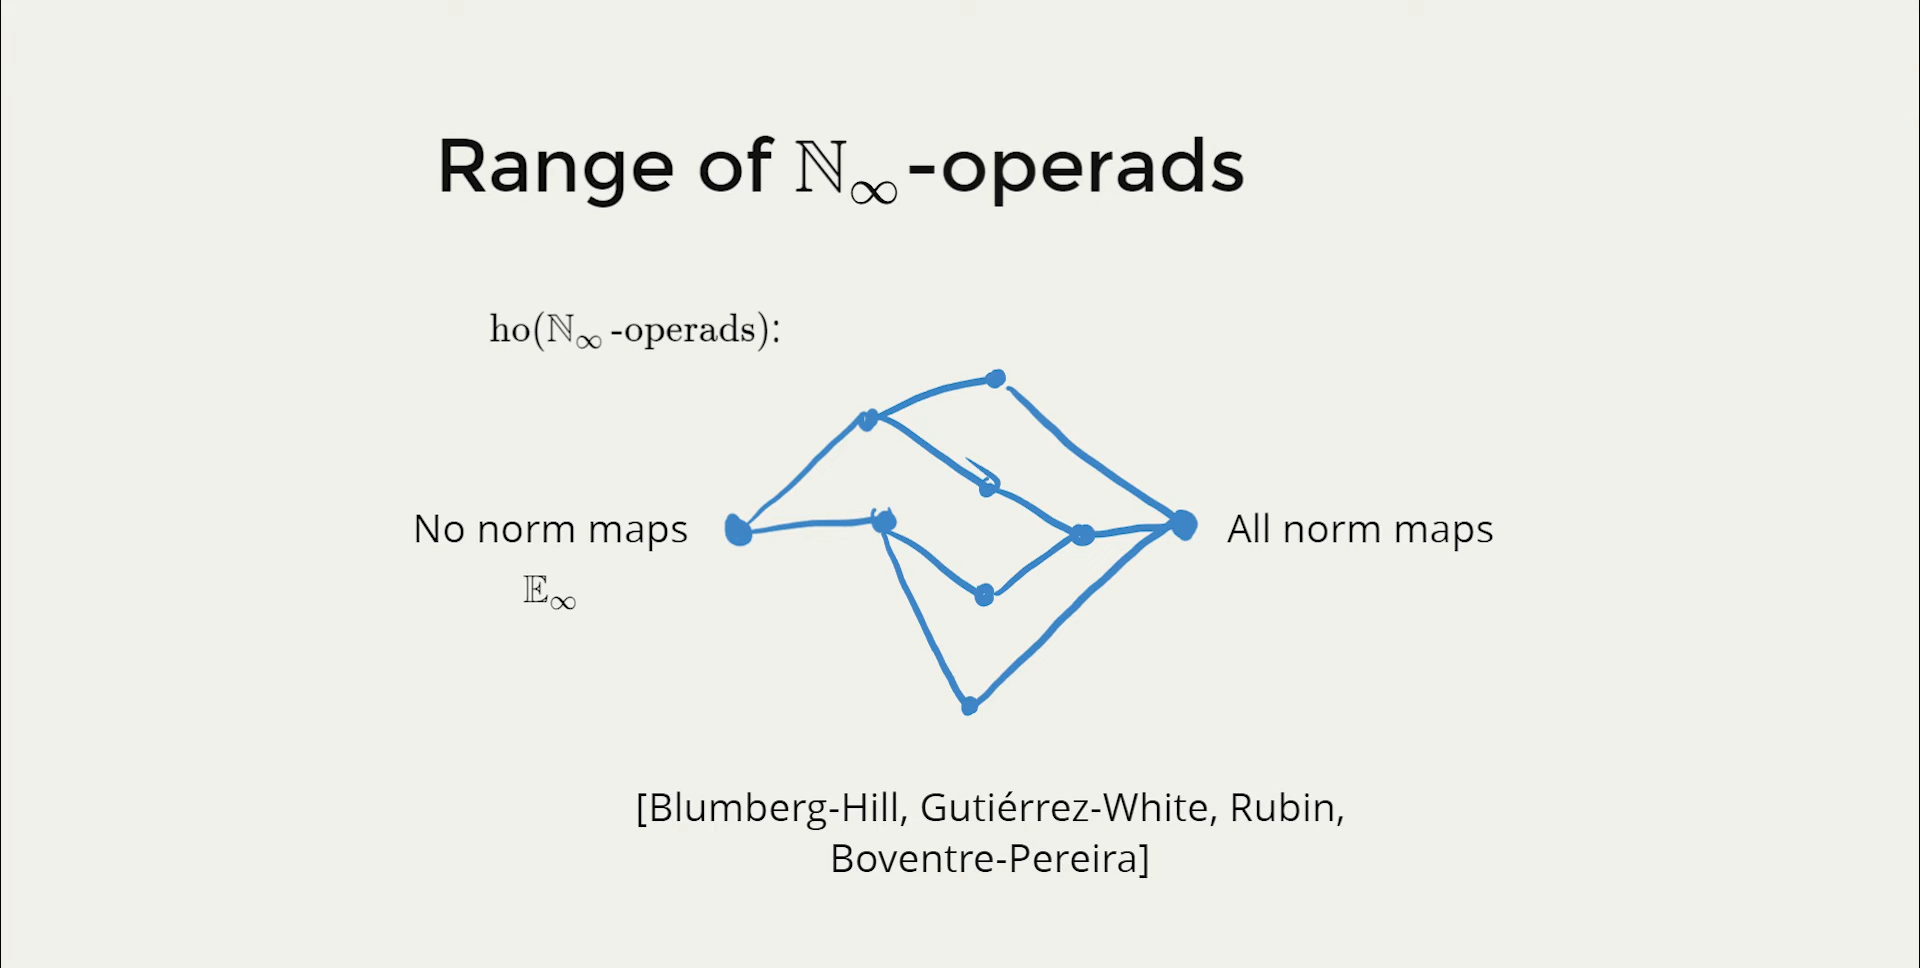 Range of ℕ∞-operads
ho(ℕ∞-operads):
No norm maps
All norm maps
𝔼∞
[Blumberg-Hill, Gutiérrez-White, Rubin,
Boventre-Pereira]